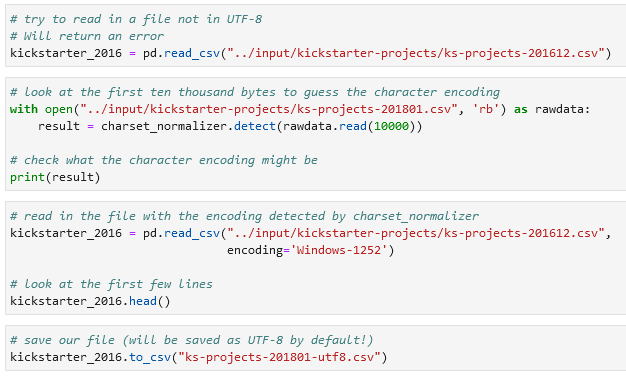 # try to read in a file not in UTF-8
# Will return an error
kickstarter_2016 = pd.read_csv("../input/kickstarter-projects/ks-projects-201612.csv")
# look at the first ten thousand bytes to guess the character encoding
with open("../input/kickstarter-projects/ks-projects-201801.csv", 'rb') as rawdata:
    result = charset_normalizer.detect(rawdata.read(10000))
# check what the character encoding might be
print(result)
# read in the file with the encoding detected by charset_normalizer
kickstarter_2016 = pd.read_csv("../input/kickstarter-projects/ks-projects-201612.csv",
                               encoding='Windows-1252')
# look at the first few lines
kickstarter_2016.head()
# save our file (will be saved as UTF-8 by default!)
kickstarter_2016.to_csv("ks-projects-201801-utf8.csv")